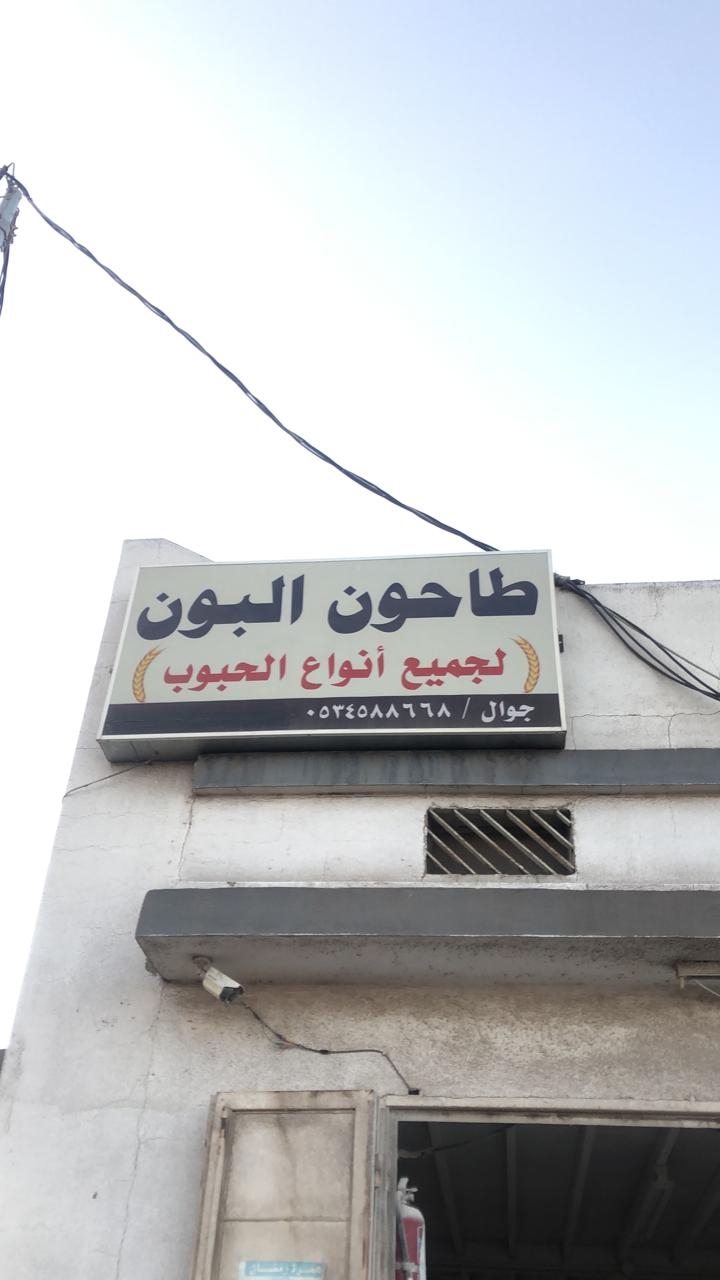 طاحون البون
لجميع أنواع الحبوب
جوال / ٠٥٣٤٥٨٨٦٦٨